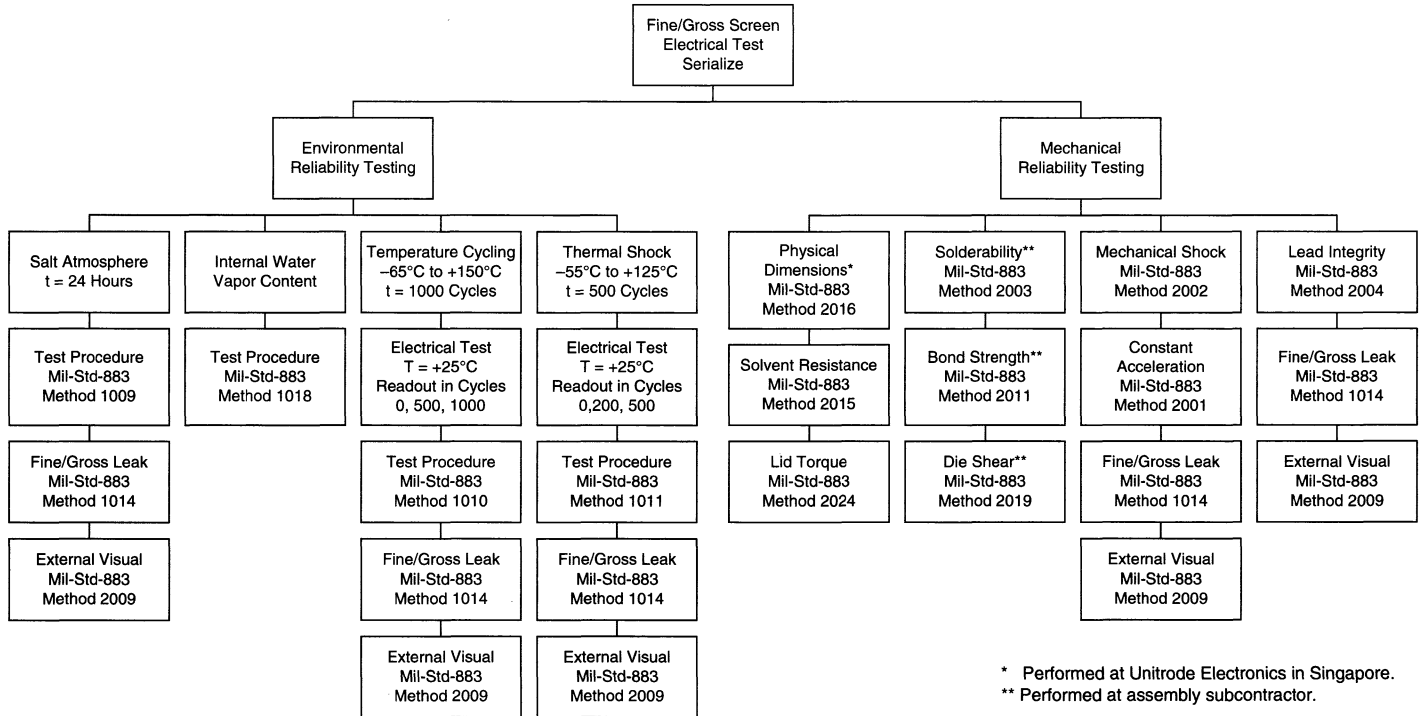 Fine/Gross Screen
Electrical Test
Serialize
Environmental
Reliability Testing
Mechanical
Reliability Testing
Salt Atmosphere
t = 24 Hours
Test Procedure
Mil-Std-883
Method 1009
Fine/Gross Leak
Mil-Std-883
Method 1014
External Visual
Mil-Std-883
Method 2009
Internal Water
Vapor Content
Test Procedure
Mil-Std-883
Method 1018
Temperature Cycling
–65°C to +150°C
t = 1000 Cycles
Electrical Test
T = +25°C
Readout in Cycles
0, 500, 1000
Test Procedure
Mil-Std-883
Method 1010
Fine/Gross Leak
Mil-Std-883
Method 1014
External Visual
Mil-Std-883
Method 2009
Thermal Shock
–55°C to +125°C
t = 500 Cycles
Electrical Test
T = +25°C
Readout in Cycles
0,200, 500
Test Procedure
Mil-Std-883
Method 1011
Fine/Gross Leak
Mil-Std-883
Method 1014
External Visual
Mil-Std-883
Method 2009
Physical
Dimensions*
Mil-Std-883
Method 2016
Solvent Resistance
Mil-Std-883
Method 2015
Lid Torque
Mil-Std-883
Method 2024
Solderability**
Mil-Std-883
Method 2003
Bond Strength**
Mil-Std-883
Method 2011
Die Shear**
Mil-Std-883
Method 2019
Mechanical Shock
Mil-Std-883
Method 2002
Constant
Acceleration
Mil-Std-883
Method 2001
Fine/Gross Leak
Mil-Std-883
Method 1014
External Visual
Mil-Std-883
Method 2009
Lead Integrity
Mil-Std-883
Method 2004
Fine/Gross Leak
Mil-Std-883
Method 1014
External Visual
Mil-Std-883
Method 2009
* Performed at Unitrode Electronics in Singapore.
** Performed at assembly subcontractor.